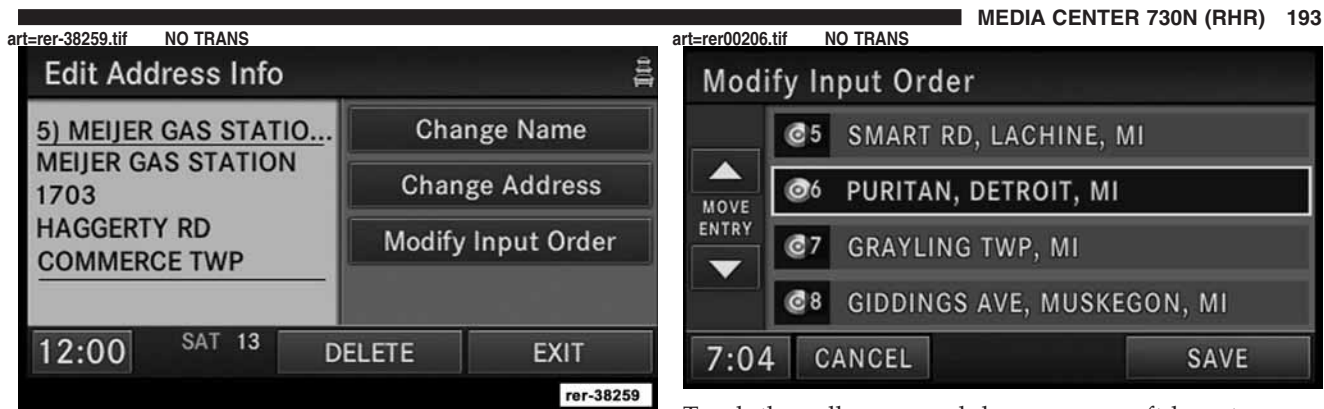 MEDIA CENTER 730N (RHR) 193
art=rer-38259.tif NO TRANS
Edit Address Info
5) MEIJER GAS STATIO...
MEIJER GAS STATION
1703
HAGGERTY RD
COMMERCE TWP
Change Name
Change Address
Modify Input Order
12:00
SAT 13
DELETE
EXIT
rer-38259
art=rer00206.tif NO TRANS
Modify Input Order
MOVE
ENTRY
5 SMART RD, LACHINE, MI
6 PURITAN, DETROIT, MI
7 GRAYLING TWP, MI
8 GIDDINGS AVE, MUSKEGON, MI
7:04
CANCEL
SAVE